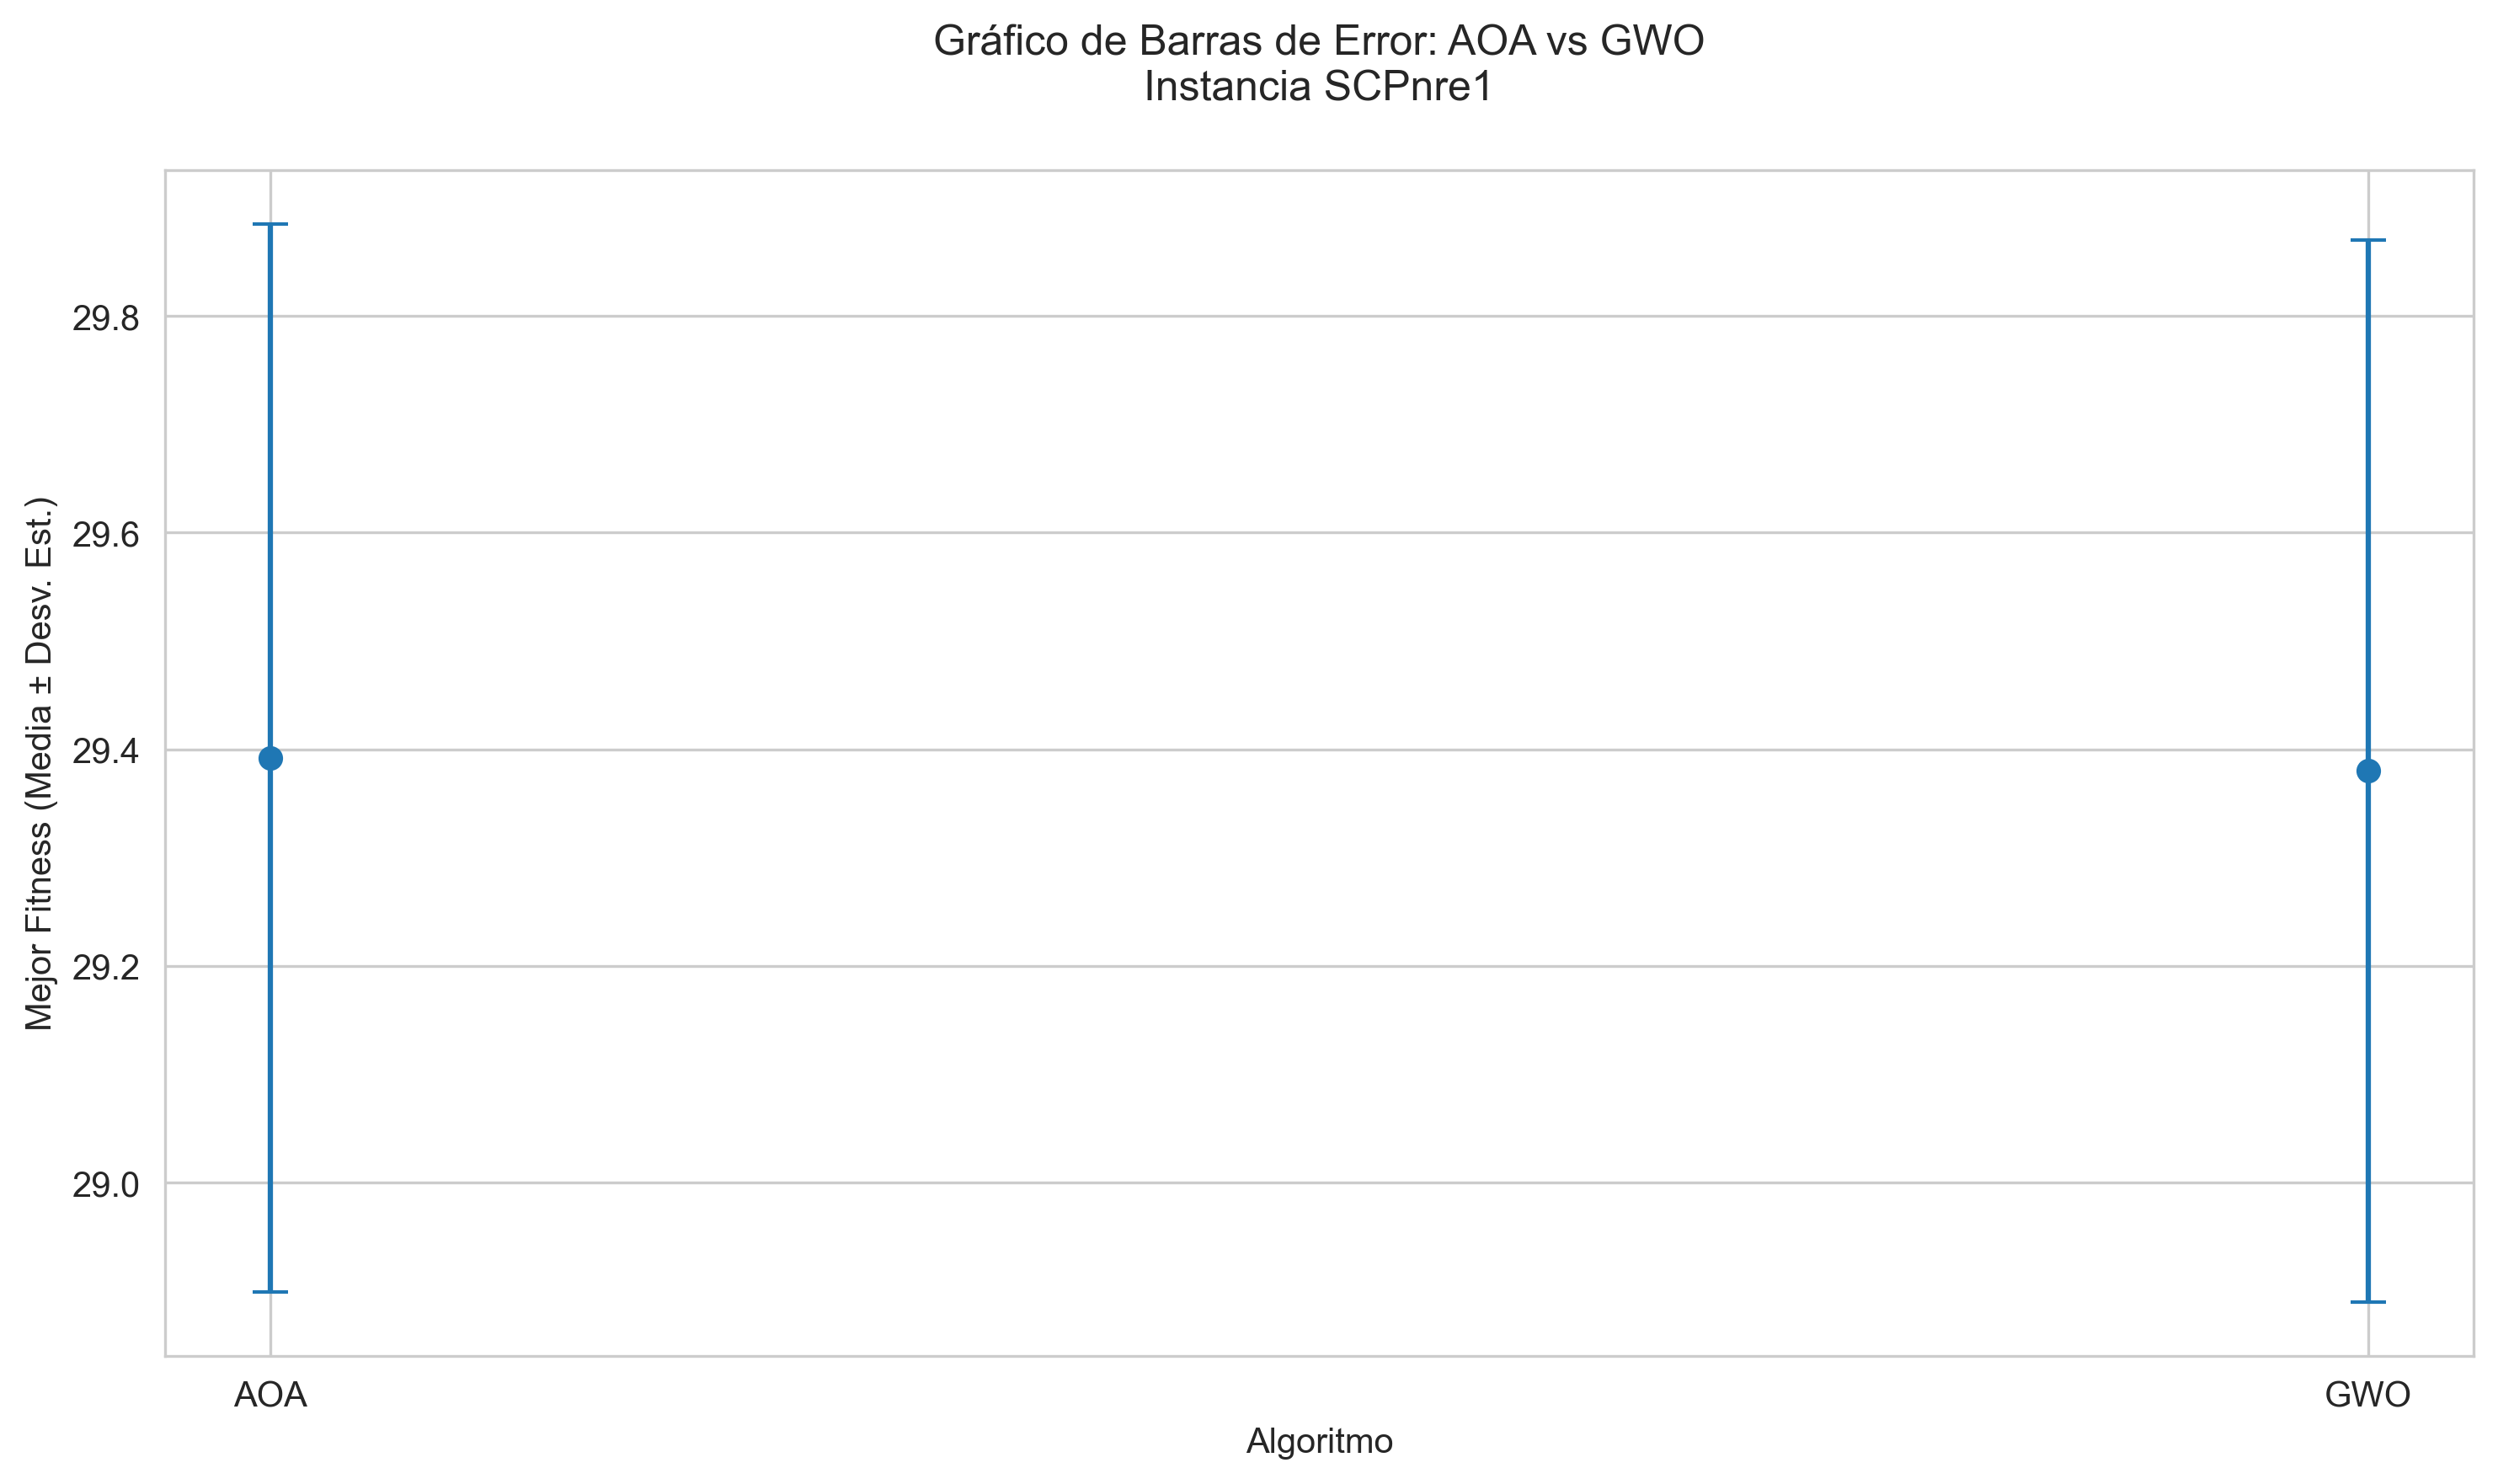 Gráfico de Barras de Error: AOA vs GWO
Instancia SCPnre1
Mejor Fitness (Media ± Desv. Est.)
29.8
29.6
29.4
29.2
29.0
AOA
GWO
Algoritmo